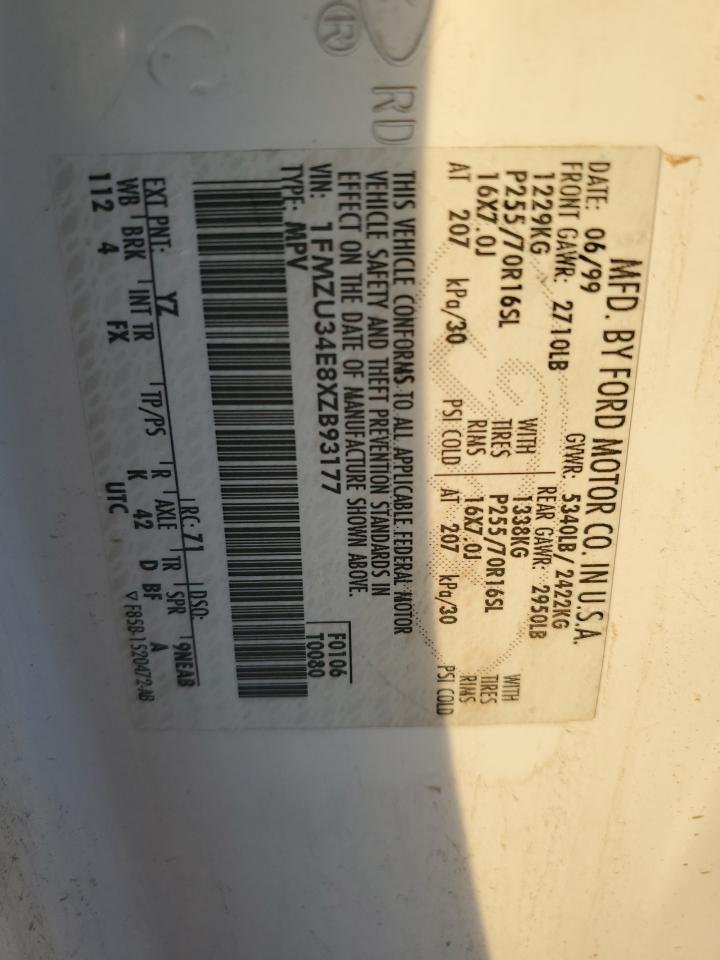 RD
®
MFD. BY FORD MOTOR CO. IN U.S.A.
DATE: 06/99 GVWR: 5340LB/ 2422KG
FRONT GAWR: 2710LB REAR GAWR: 2950LB
1229KG WITH 1338KG WITH
P255/70R16SL TIRES P255/70R16SL TIRES
16X7.0J RIMS 16X7.0J RIMS
AT 207 kPa/30 PSI COLD AT 207 kPa/30 PSI COLD
THIS VEHICLE CONFORMS TO ALL APPLICABLE FEDERAL MOTOR
VEHICLE SAFETY AND THEFT PREVENTION STANDARDS IN
EFFECT ON THE DATE OF MANUFACTURE SHOWN ABOVE.
VIN: 1FMZU34E8XZB93177 F0106
TYPE: MPV T0080
EXT PNT: YZ RC: 71 DSO: 9NEAB
WB BRK INT TR TP/PS R AXLE TR SPR
112 4 FX K 42 D BF A
UTC ▽ F85B-1520472-AB